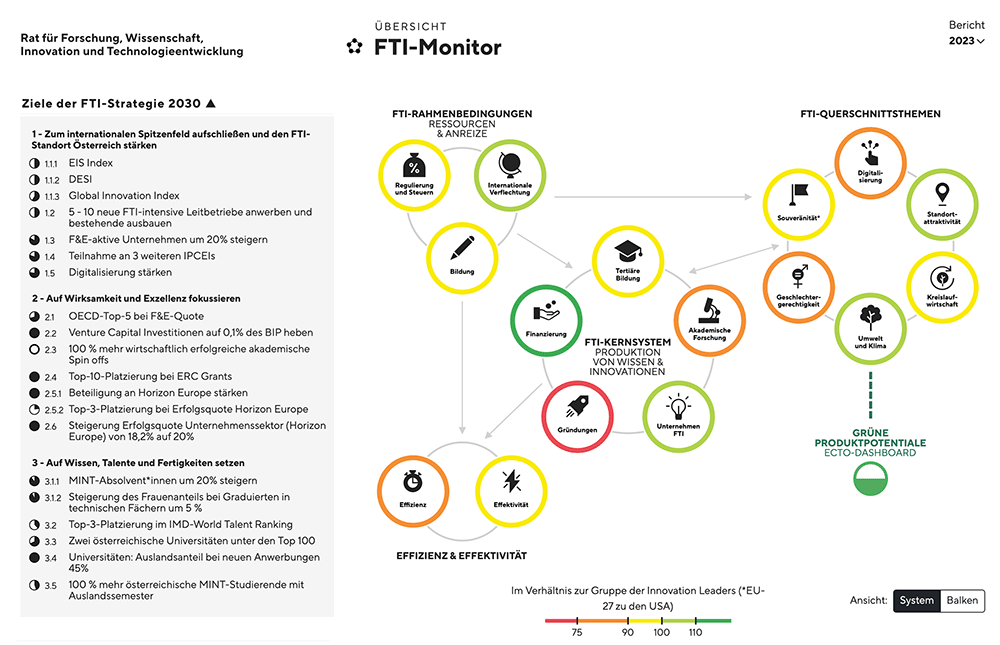 Rat für Forschung, Wissenschaft,
Innovation und Technologieentwicklung
ÜBERSICHT
FTI-Monitor
Bericht
2023
Ziele der FTI-Strategie 2030 ▲
1 - Zum internationalen Spitzenfeld aufschließen und den FTI-
Standort Österreich stärken
1.1.1 EIS Index
1.1.2 DESI
1.1.3 Global Innovation Index
1.2 5 - 10 neue FTI-intensive Leitbetriebe anwerben und
bestehende ausbauen
1.3 F&E-aktive Unternehmen um 20% steigern
1.4 Teilnahme an 3 weiteren IPCEIs
1.5 Digitalisierung stärken
2 - Auf Wirksamkeit und Exzellenz fokussieren
2.1 OECD-Top-5 bei F&E-Quote
2.2 Venture Capital Investitionen auf 0,1% des BIP heben
2.3 100 % mehr wirtschaftlich erfolgreiche akademische
Spin offs
2.4 Top-10-Platzierung bei ERC Grants
2.5.1 Beteiligung an Horizon Europe stärken
2.5.2 Top-3-Platzierung bei Erfolgsquote Horizon Europe
2.6 Steigerung Erfolgsquote Unternehmenssektor (Horizon
Europe) von 18,2% auf 20%
3 - Auf Wissen, Talente und Fertigkeiten setzen
3.1.1 MINT-Absolvent*innen um 20% steigern
3.1.2 Steigerung des Frauenanteils bei Graduierten in
technischen Fächern um 5 %
3.2 Top-3-Platzierung im IMD-World Talent Ranking
3.3 Zwei österreichische Universitäten unter den Top 100
3.4 Universitäten: Auslandsanteil bei neuen Anwerbungen
45%
3.5 100 % mehr österreichische MINT-Studierende mit
Auslandssemester
FTI-RAHMENBEDINGUNGEN
RESSOURCEN
& ANREIZE
%
Regulierung
und Steuern
Internationale
Verflechtung
Bildung
Tertiäre
Bildung
Finanzierung
Akademische
Forschung
FTI-KERNSYSTEM
PRODUKTION
VON WISSEN &
INNOVATIONEN
Gründungen
Unternehmen
FTI
Effizienz
Effektivität
EFFIZIENZ & EFFEKTIVITÄT
FTI-QUERSCHNITTSTHEMEN
Digitali-
sierung
Souveränität*
Standort-
attraktivität
Geschlechter-
gerechtigkeit
Kreislauf-
wirtschaft
Umwelt
und Klima
GRÜNE
PRODUKTPOTENTIALE
ECTO-DASHBOARD
Im Verhältnis zur Gruppe der Innovation Leaders (*EU-
27 zu den USA)
75 90 100 110
Ansicht: System Balken